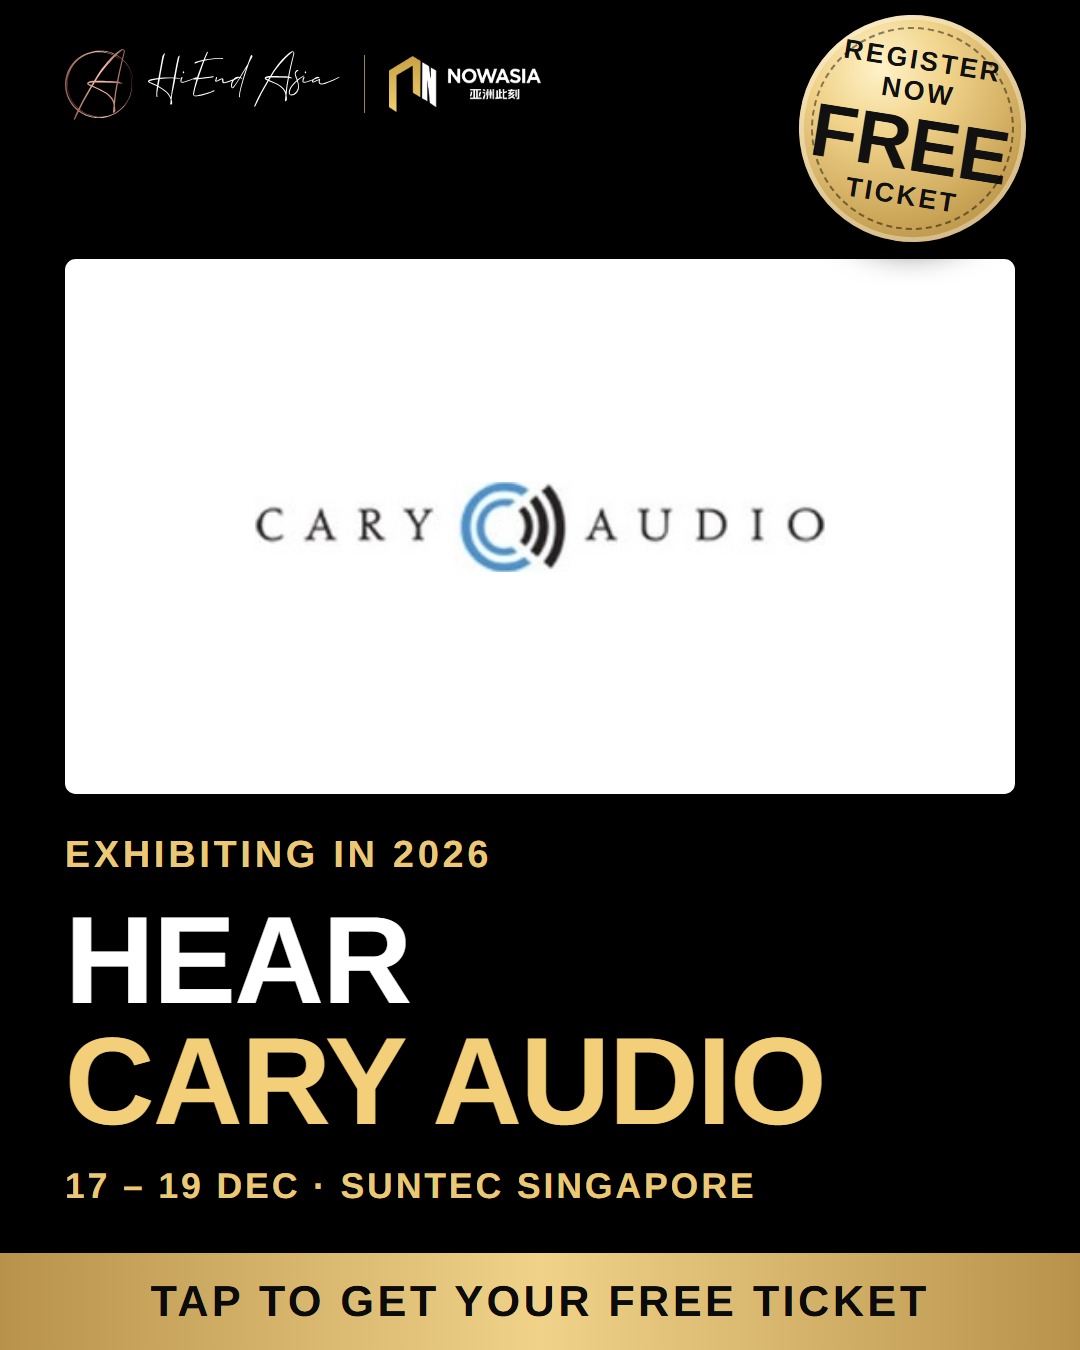 HiEnd Asia
NOWASIA
亚洲此刻
REGISTER
NOW
FREE
TICKET
CARY AUDIO
EXHIBITING IN 2026
HEAR
CARY AUDIO
17 – 19 DEC · SUNTEC SINGAPORE
TAP TO GET YOUR FREE TICKET